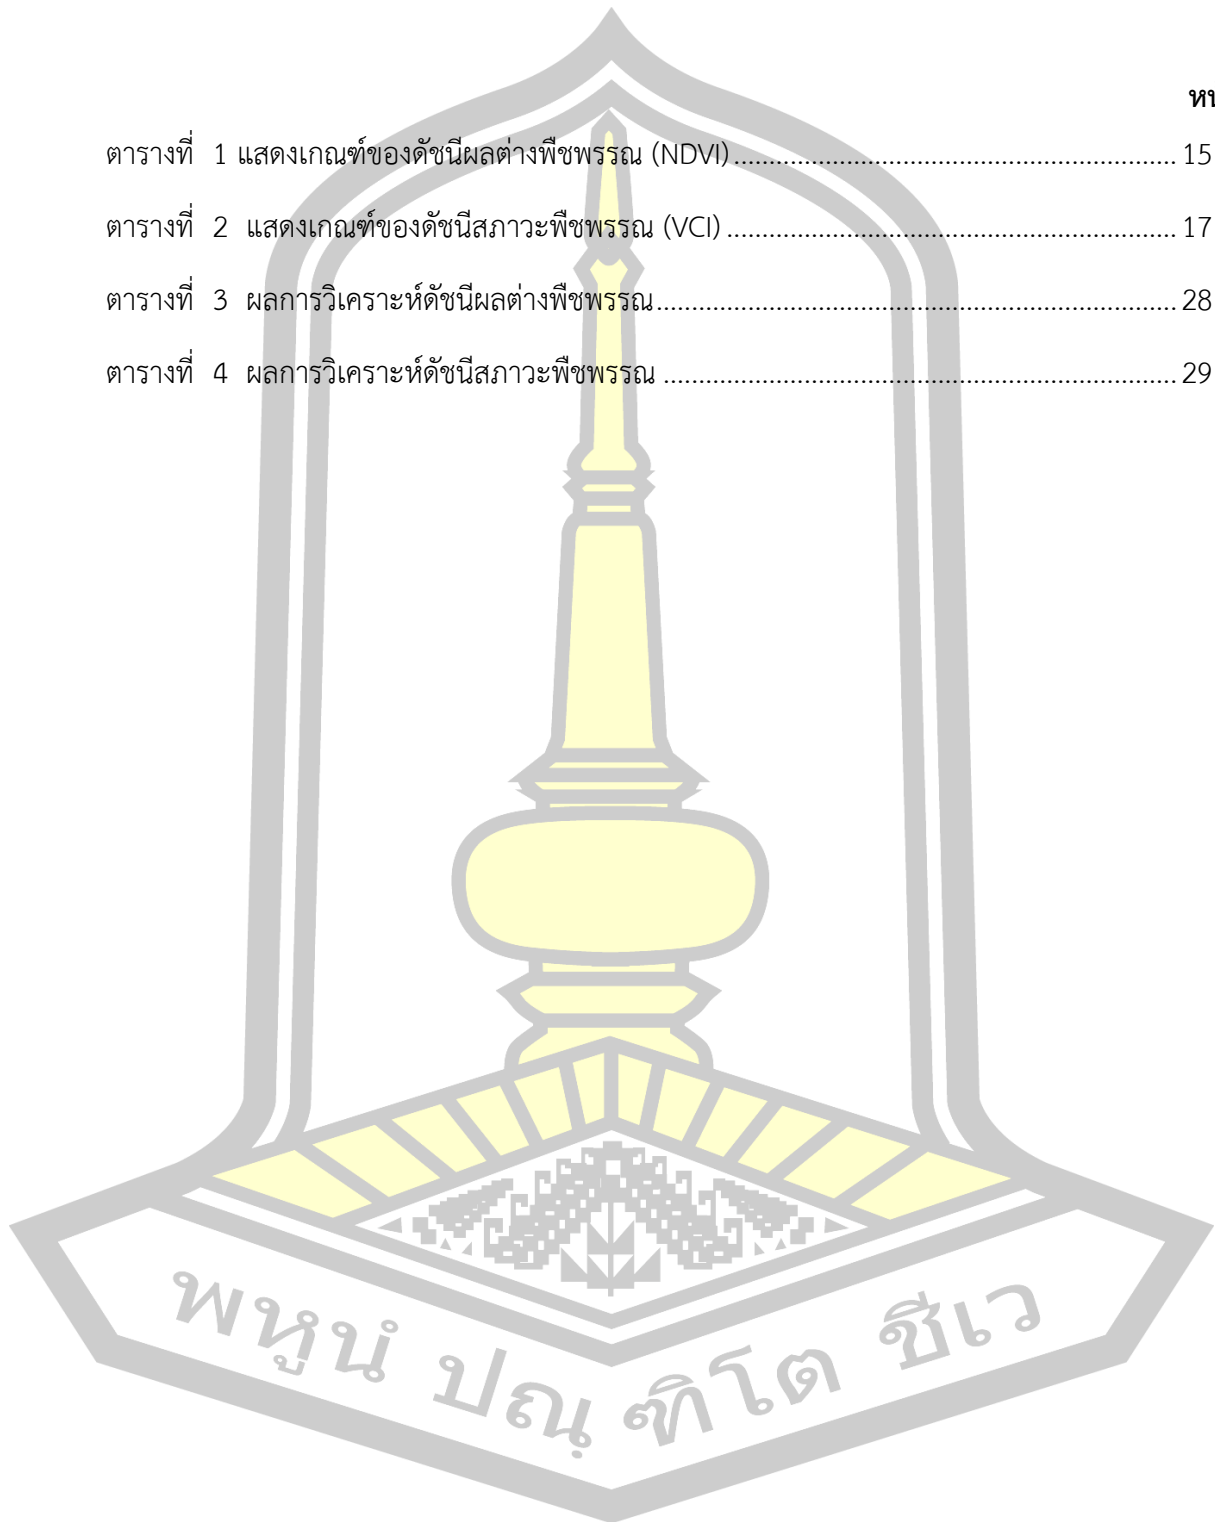 ตารางที่ 1 แสดงเกณฑ์ของดัชนีผลต่างพืชพรรณ (NDVI) ........................................................ 15
ตารางที่ 2 แสดงเกณฑ์ของดัชนีสภาวะพืชพรรณ (VCI) ......................................................... 17
ตารางที่ 3 ผลการวิเคราะห์ดัชนีผลต่างพืชพรรณ.................................................................. 28
ตารางที่ 4 ผลการวิเคราะห์ดัชนีสภาวะพืชพรรณ ................................................................. 29
พหูนํ ปณฺฑิโต ชีเว